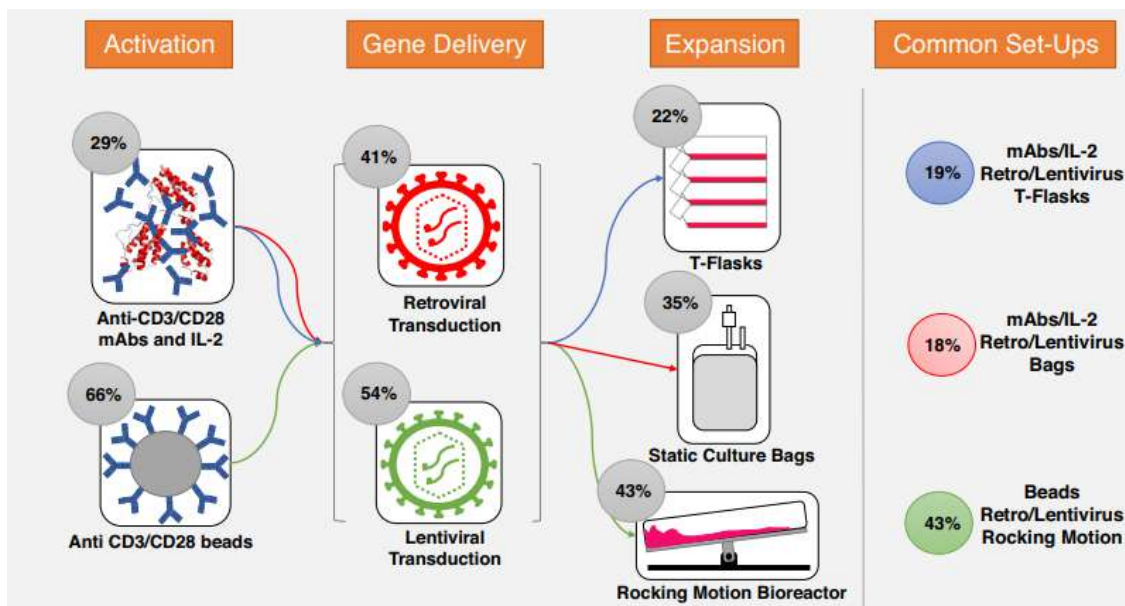 Activation
Gene Delivery
Expansion
Common Set-Ups
29%
Anti-CD3/CD28
mAbs and IL-2
66%
Anti CD3/CD28 beads
41%
Retroviral
Transduction
54%
Lentiviral
Transduction
22%
T-Flasks
35%
Static Culture Bags
43%
Rocking Motion Bioreactor
19%
mAbs/IL-2
Retro/Lentivirus
T-Flasks
18%
mAbs/IL-2
Retro/Lentivirus
Bags
43%
Beads
Retro/Lentivirus
Rocking Motion